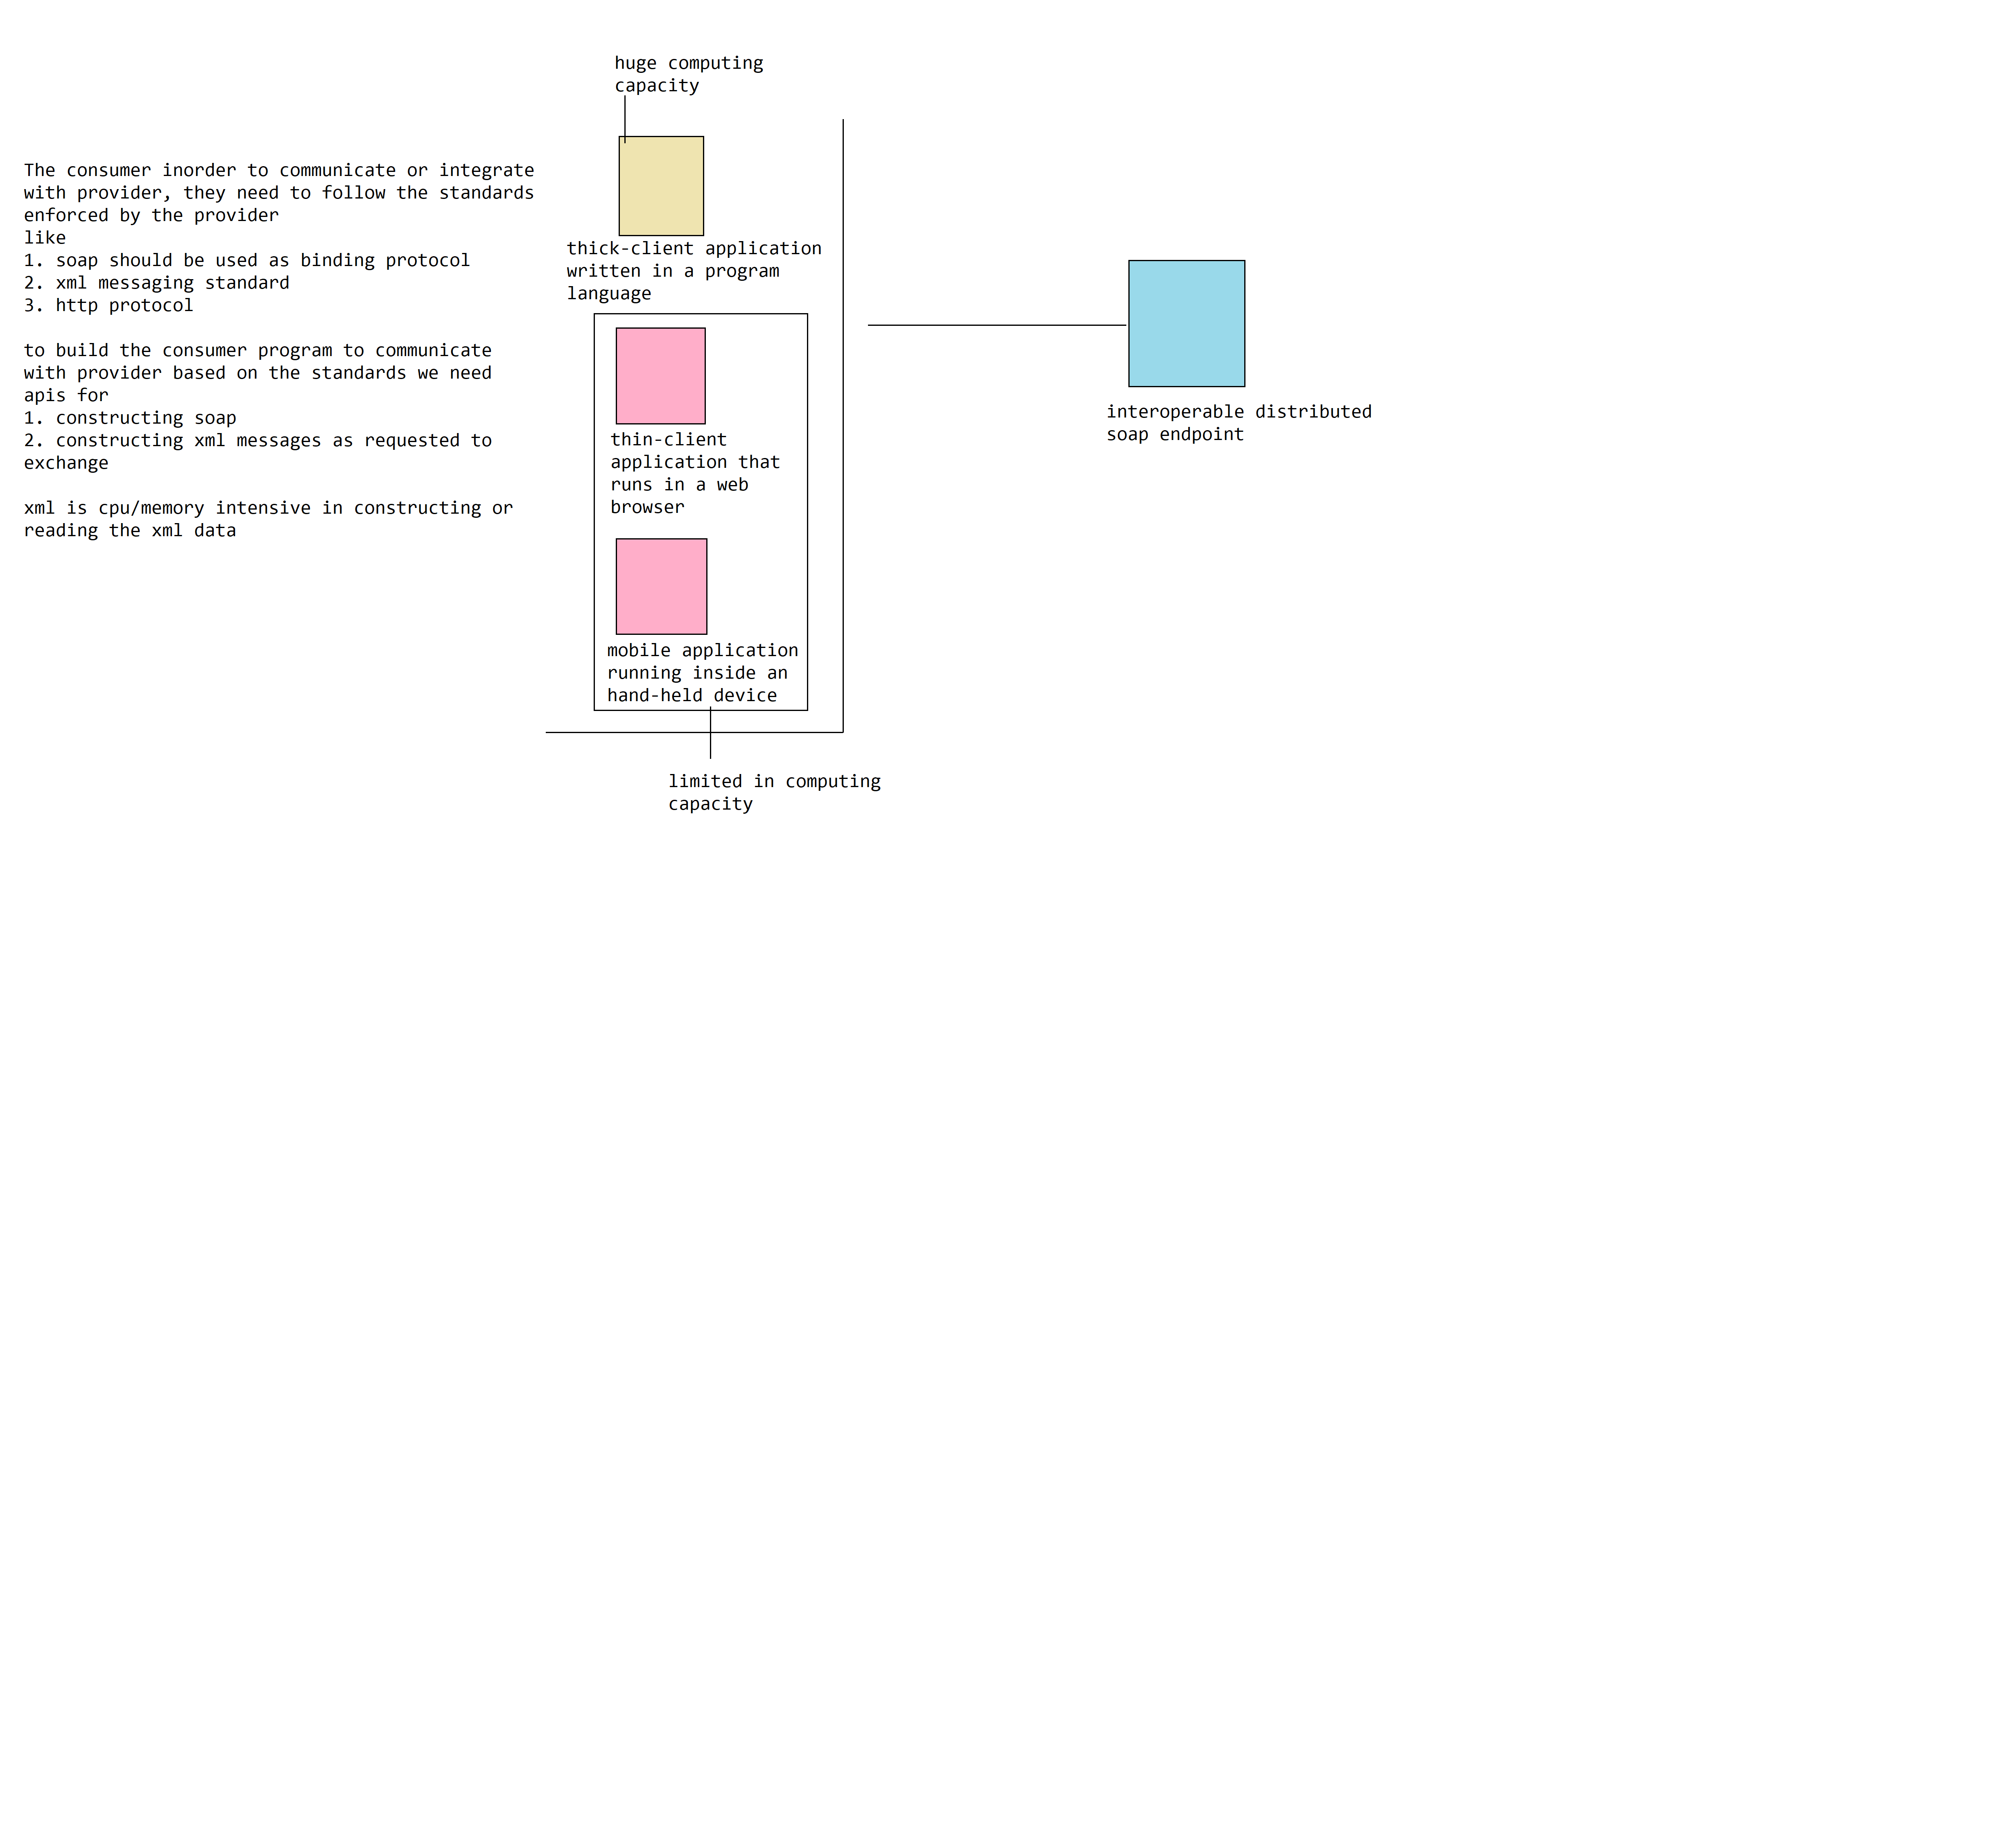 huge computing
capacity
The consumer inorder to communicate or integrate
with provider, they need to follow the standards
enforced by the provider
like
1. soap should be used as binding protocol
2. xml messaging standard
3. http protocol
to build the consumer program to communicate
with provider based on the standards we need
apis for
1. constructing soap
2. constructing xml messages as requested to
exchange
xml is cpu/memory intensive in constructing or
reading the xml data
thick-client application
written in a program
language
thin-client
application that
runs in a web
browser
mobile application
running inside an
hand-held device
limited in computing
capacity
interoperable distributed
soap endpoint